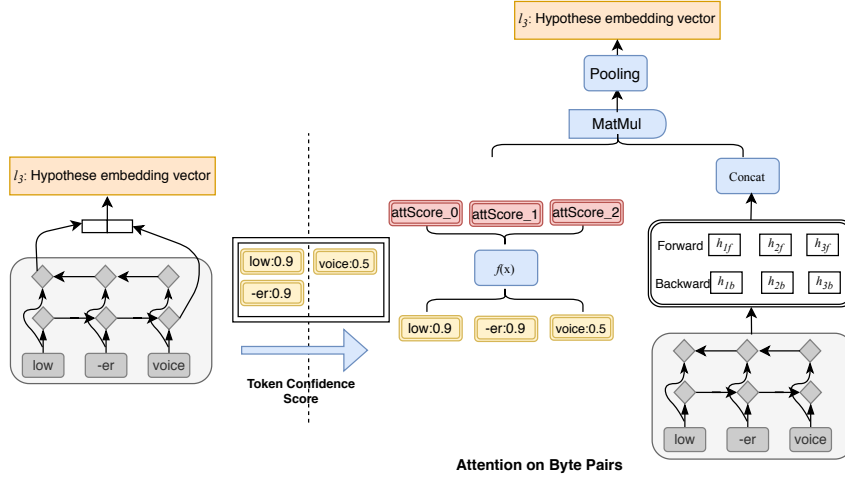 l3: Hypothese embedding vector
low
-er
voice
low:0.9
voice:0.5
-er:0.9
Token Confidence
Score
l3: Hypothese embedding vector
Pooling
MatMul
Concat
attScore_0
attScore_1
attScore_2
f(x)
low:0.9
-er:0.9
voice:0.5
Forward h1f h2f h3f
Backward h1b h2b h3b
low
-er
voice
Attention on Byte Pairs